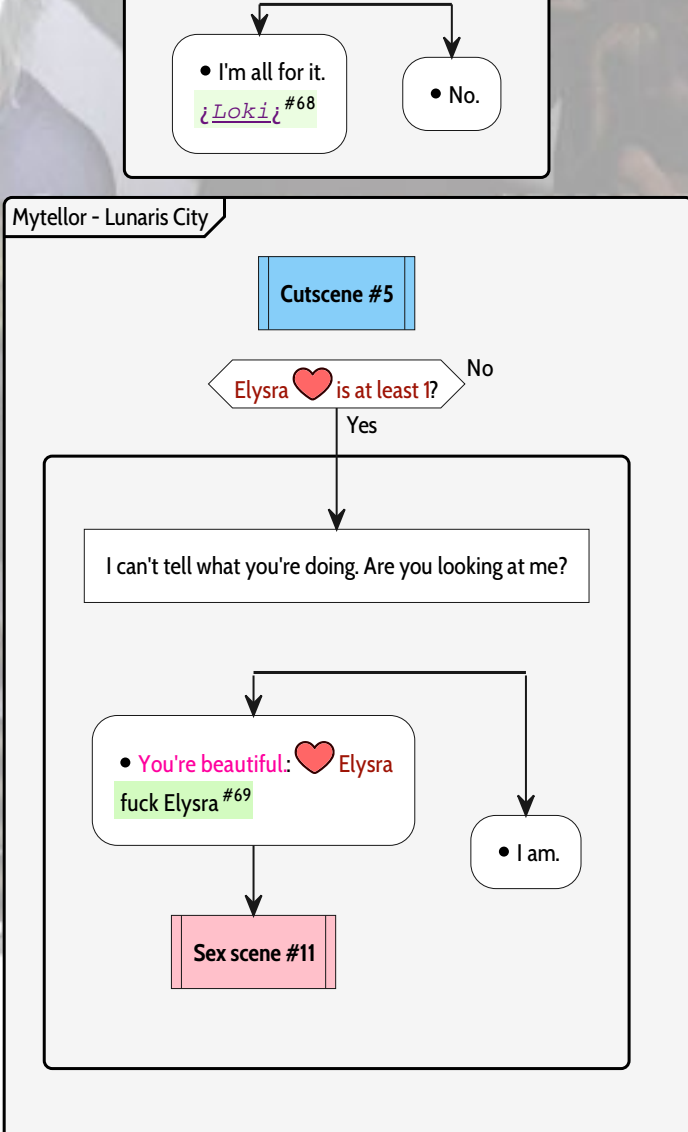 • I'm all for it.
¿Loki¿ #68
• No.
Mytellor - Lunaris City
Cutscene #5
Elysra ❤ is at least 1?
No
Yes
I can't tell what you're doing. Are you looking at me?
• You're beautiful.: ❤ Elysra
fuck Elysra #69
• I am.
Sex scene #11